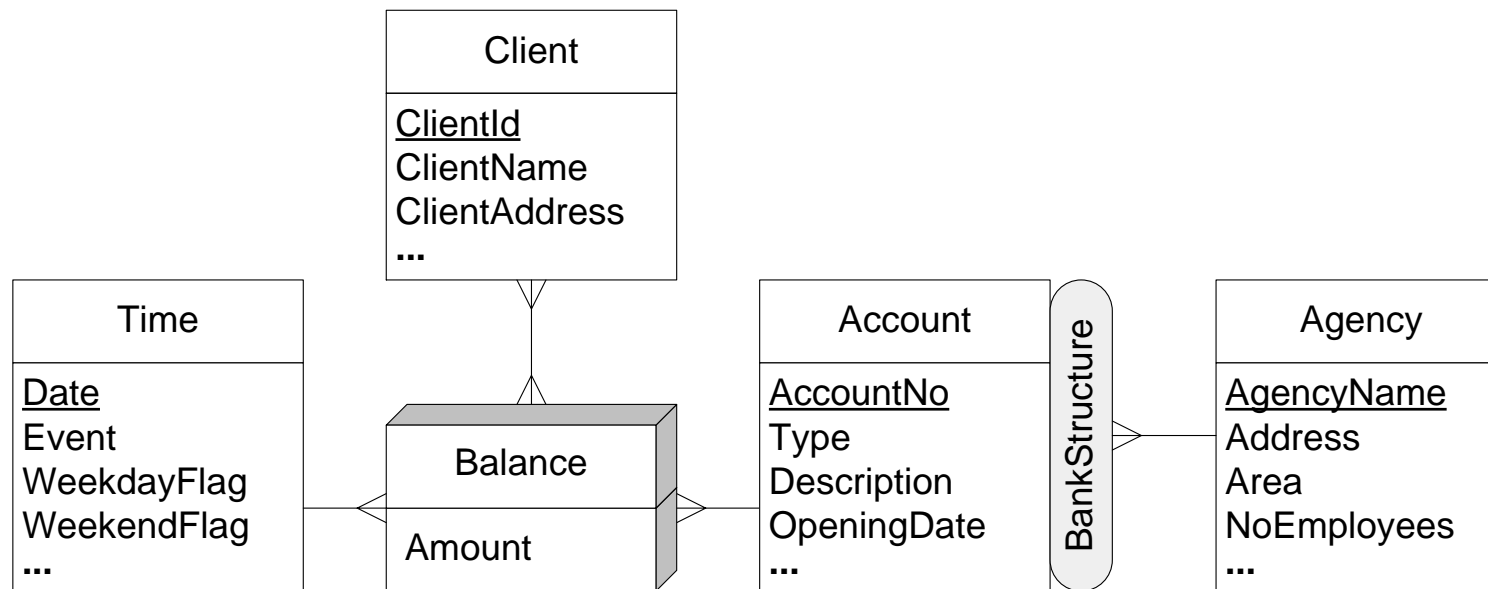 Client
ClientId
ClientName
ClientAddress
...
Time
Date
Event
WeekdayFlag
WeekendFlag
...
Balance
Amount
Account
AccountNo
Type
Description
OpeningDate
...
BankStructure
Agency
AgencyName
Address
Area
NoEmployees
...